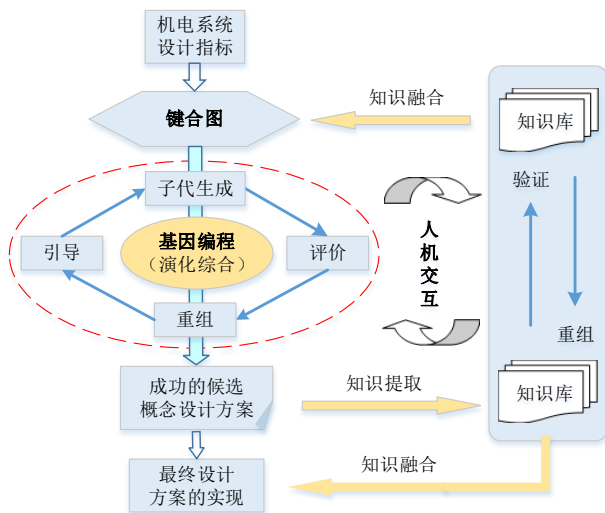 机电系统
设计指标
键合图
知识融合
知识库
子代生成
验证
引导
基因编程
（演化综合）
评价
人
机
交
互
重组
重组
成功的候选
概念设计方案
知识提取
知识库
最终设计
方案的实现
知识融合